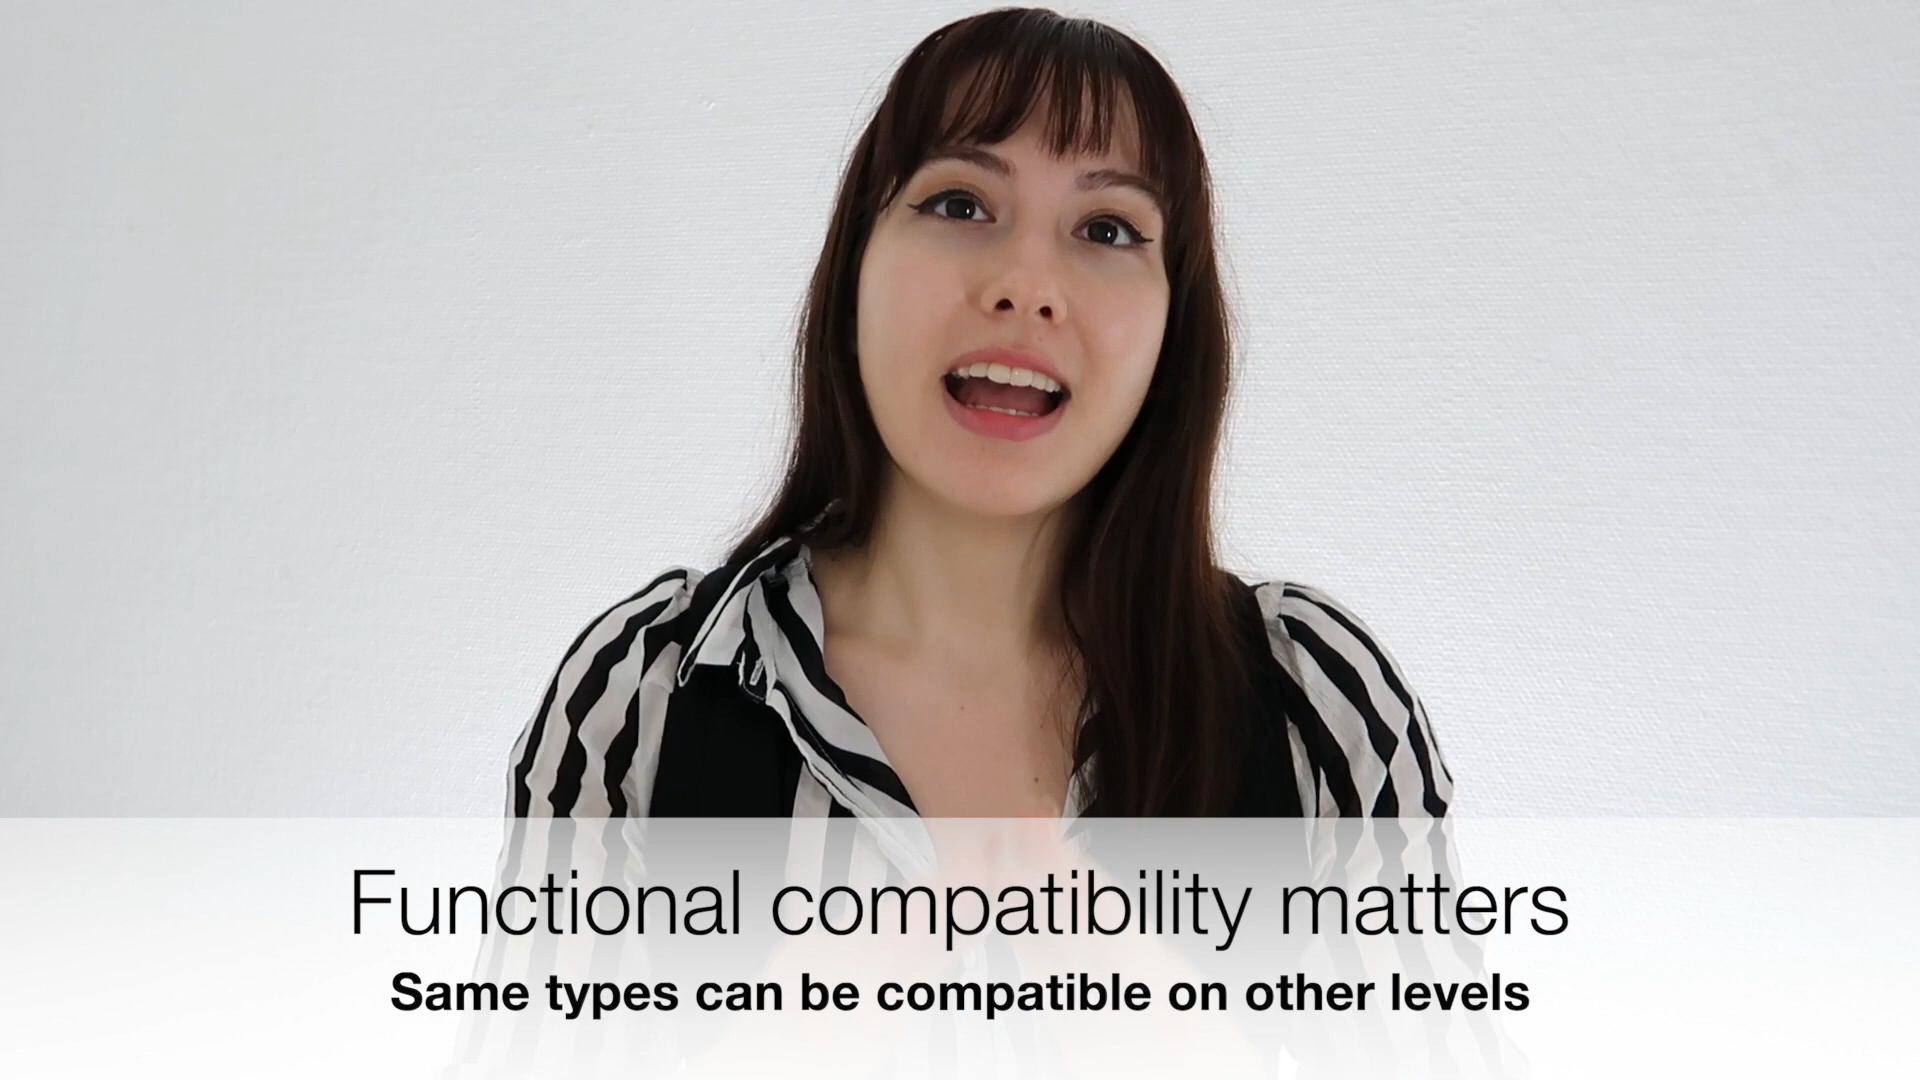 Functional compatibility matters
Same types can be compatible on other levels